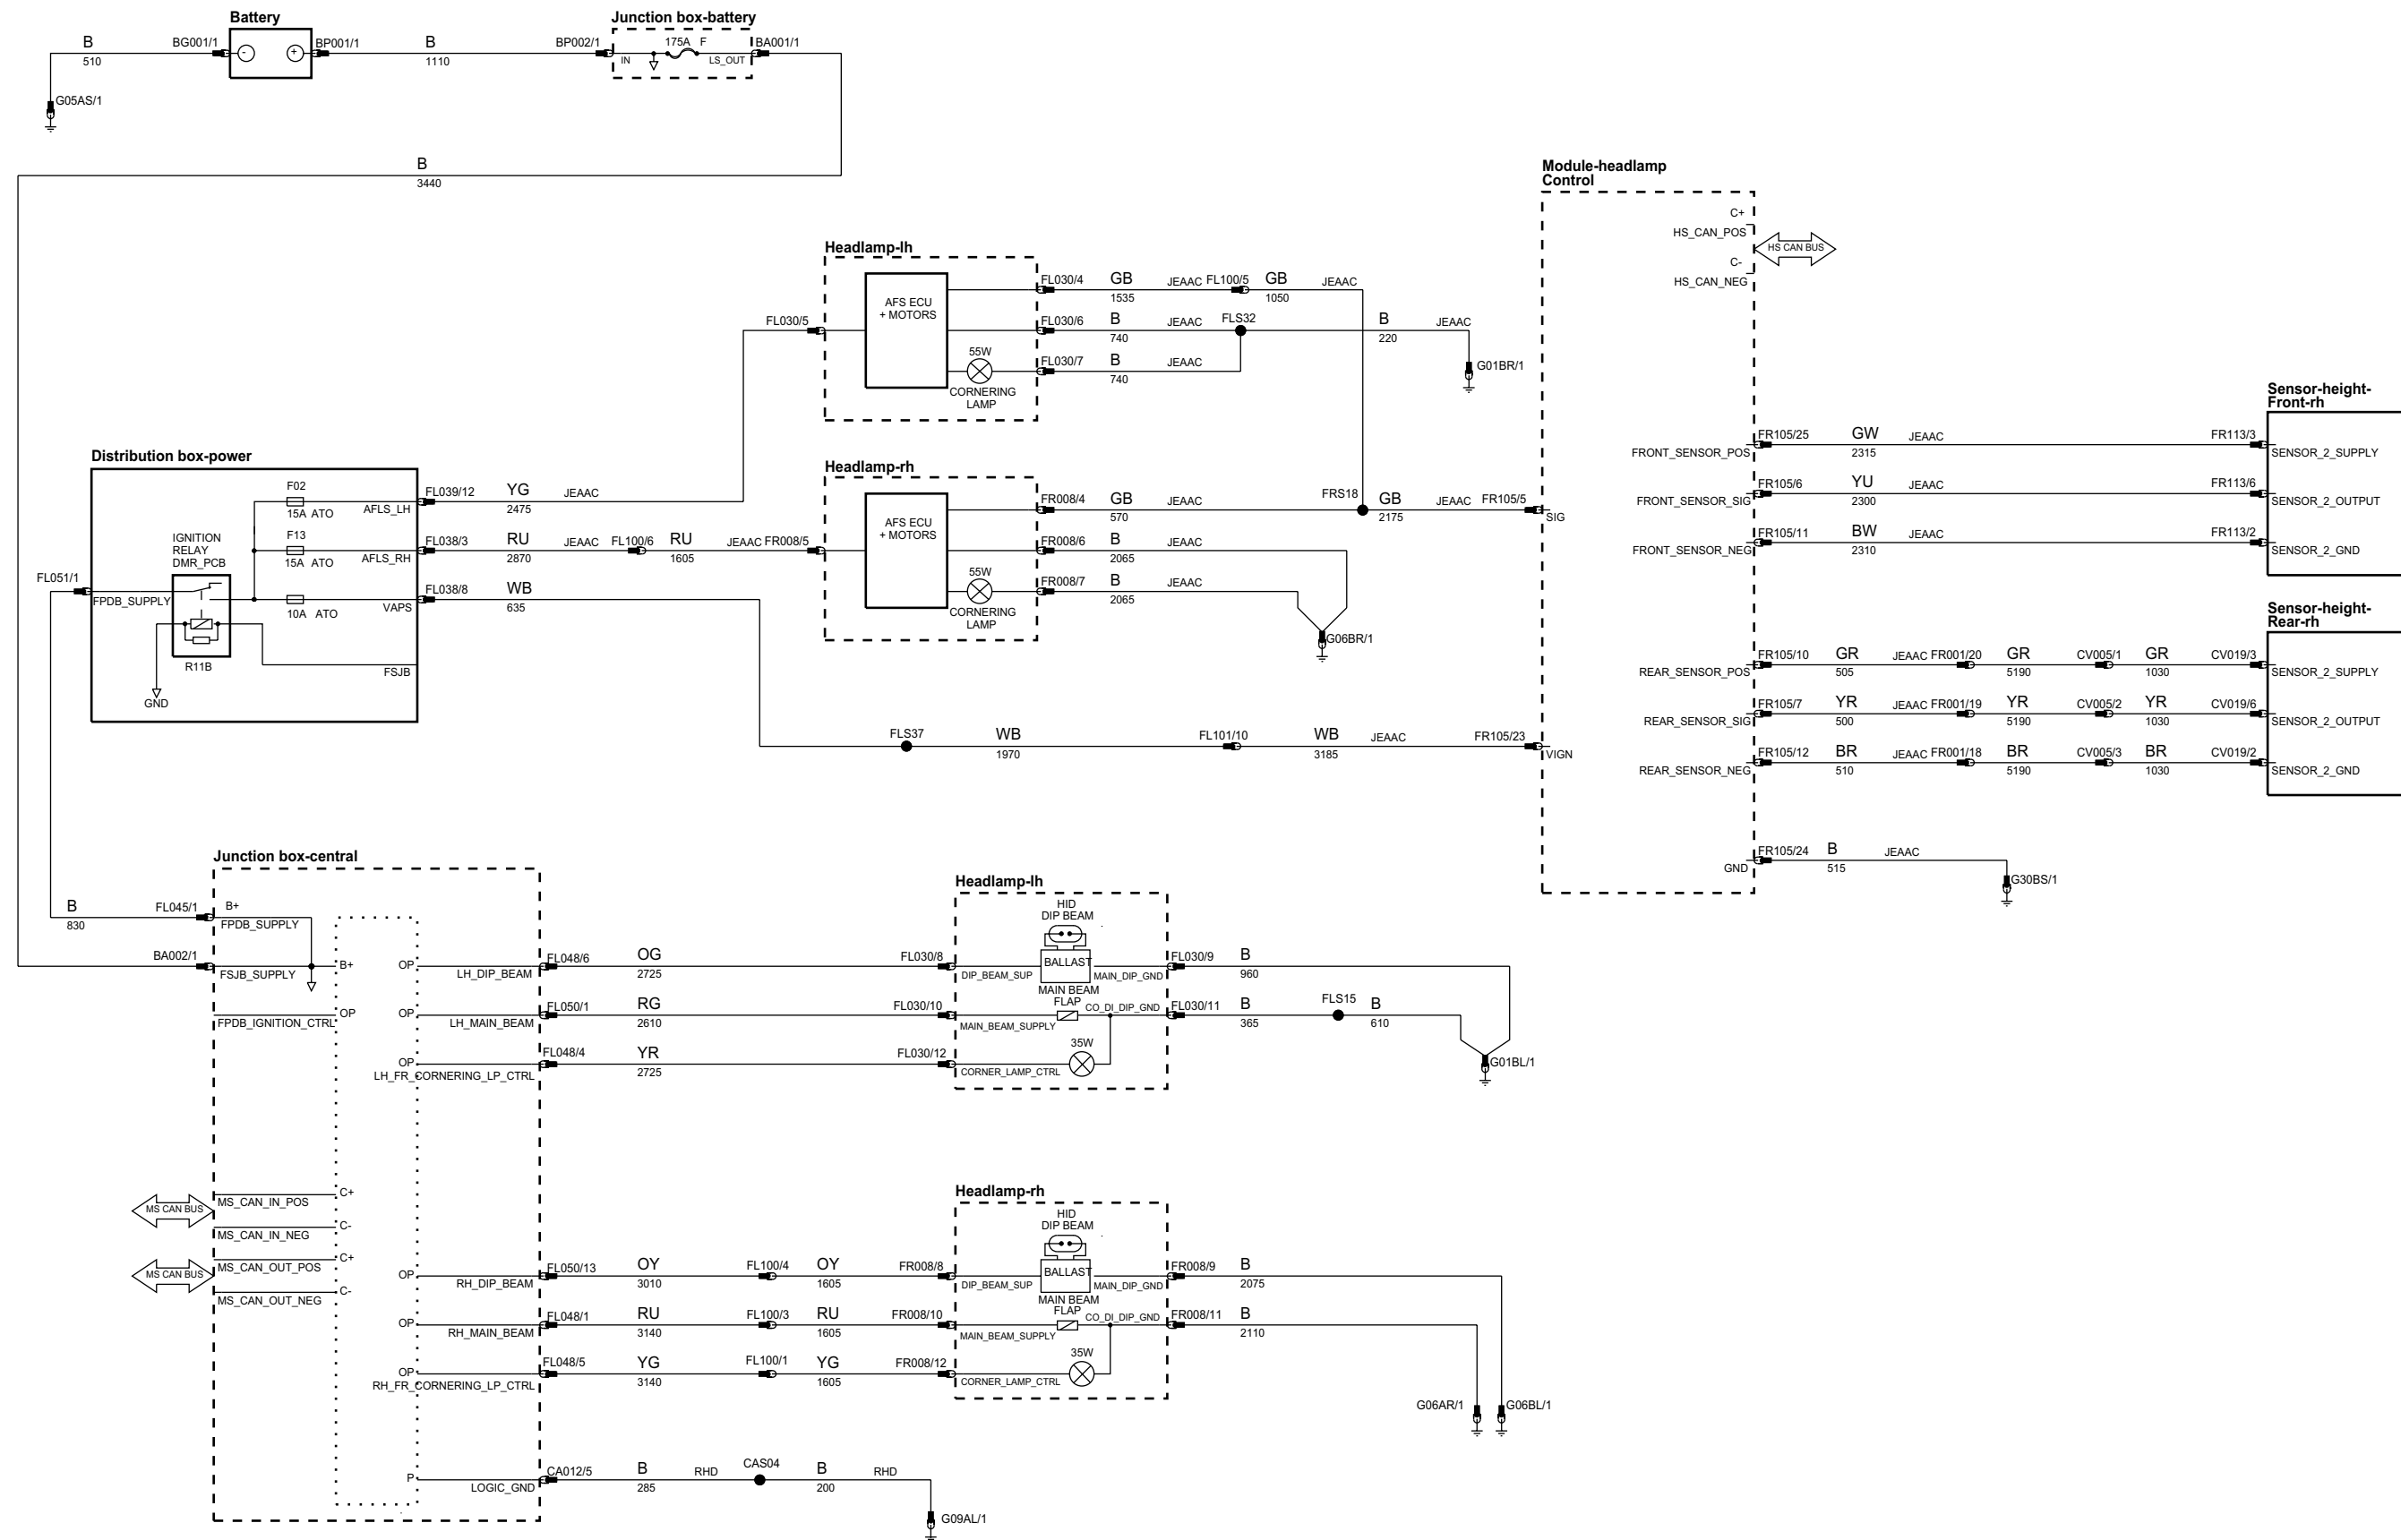 Battery
Junction box-battery
B
510
BG001/1
-
+
BP001/1
B
1110
BP002/1
175A F
IN
LS_OUT
BA001/1
G05AS/1
B
3440
Module-headlamp
Control
C+
HS_CAN_POS
HS CAN BUS
C-
HS_CAN_NEG
Headlamp-lh
AFS ECU
+ MOTORS
FL030/5
FL030/4
GB
1535
JEAAC
FL100/5
GB
1050
JEAAC
FL030/6
B
740
JEAAC
FLS32
B
220
JEAAC
55W
FL030/7
B
740
JEAAC
CORNERING
LAMP
G01BR/1
Headlamp-rh
AFS ECU
+ MOTORS
FR008/4
GB
570
JEAAC
FRS18
GB
2175
JEAAC
FR105/5
SIG
FR008/6
B
2065
JEAAC
55W
FR008/7
B
2065
JEAAC
CORNERING
LAMP
G06BR/1
Distribution box-power
F02
15A ATO
AFLS_LH
FL039/12
YG
2475
JEAAC
F13
15A ATO
AFLS_RH
FL038/3
RU
2870
JEAAC
FL100/6
RU
1605
JEAAC
FR008/5
IGNITION
RELAY
DMR_PCB
FL051/1
FPDB_SUPPLY
10A ATO
VAPS
FL038/8
WB
635
R11B
FSJB
GND
FLS37
WB
1970
FL101/10
WB
3185
JEAAC
FR105/23
VIGN
Sensor-height-
Front-rh
FRONT_SENSOR_POS
FR105/25
GW
2315
JEAAC
FR113/3
SENSOR_2_SUPPLY
FRONT_SENSOR_SIG
FR105/6
YU
2300
JEAAC
FR113/6
SENSOR_2_OUTPUT
FRONT_SENSOR_NEG
FR105/11
BW
2310
JEAAC
FR113/2
SENSOR_2_GND
Sensor-height-
Rear-rh
REAR_SENSOR_POS
FR105/10
GR
505
JEAAC
FR001/20
GR
5190
CV005/1
GR
1030
CV019/3
SENSOR_2_SUPPLY
REAR_SENSOR_SIG
FR105/7
YR
500
JEAAC
FR001/19
YR
5190
CV005/2
YR
1030
CV019/6
SENSOR_2_OUTPUT
REAR_SENSOR_NEG
FR105/12
BR
510
JEAAC
FR001/18
BR
5190
CV005/3
BR
1030
CV019/2
SENSOR_2_GND
GND
FR105/24
B
515
JEAAC
G30BS/1
Junction box-central
B
830
FL045/1
B+
FPDB_SUPPLY
BA002/1
FSJB_SUPPLY
B+
FPDB_IGNITION_CTRL
OP
OP
LH_DIP_BEAM
FL048/6
OG
2725
FL030/8
OP
LH_MAIN_BEAM
FL050/1
RG
2610
FL030/10
OP
LH_FR_CORNERING_LP_CTRL
FL048/4
YR
2725
FL030/12
Headlamp-lh
HID
DIP BEAM
BALLAST
DIP_BEAM_SUP
MAIN_DIP_GND
FL030/9
B
960
MAIN BEAM
FLAP
CO_DI_DIP_GND
MAIN_BEAM_SUPPLY
FL030/11
B
365
FLS15
B
610
35W
CORNER_LAMP_CTRL
G01BL/1
MS CAN BUS
MS_CAN_IN_POS
C+
MS_CAN_IN_NEG
C-
MS CAN BUS
MS_CAN_OUT_POS
C+
MS_CAN_OUT_NEG
C-
OP
RH_DIP_BEAM
FL050/13
OY
3010
FL100/4
OY
1605
FR008/8
OP
RH_MAIN_BEAM
FL048/1
RU
3140
FL100/3
RU
1605
FR008/10
OP
RH_FR_CORNERING_LP_CTRL
FL048/5
YG
3140
FL100/1
YG
1605
FR008/12
Headlamp-rh
HID
DIP BEAM
BALLAST
DIP_BEAM_SUP
MAIN_DIP_GND
FR008/9
B
2075
MAIN BEAM
FLAP
CO_DI_DIP_GND
MAIN_BEAM_SUPPLY
FR008/11
B
2110
35W
CORNER_LAMP_CTRL
G06AR/1
G06BL/1
P
LOGIC_GND
CA012/5
B
285
RHD
CAS04
B
200
RHD
G09AL/1